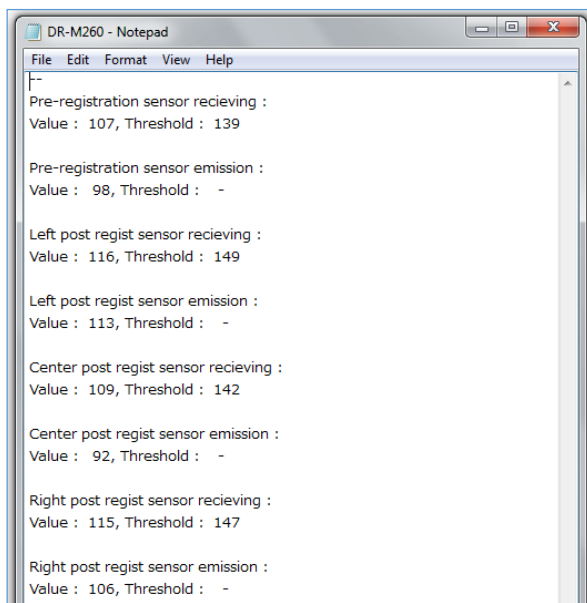 DR-M260 - Notepad
File Edit Format View Help
--
Pre-registration sensor recieving :
Value : 107, Threshold : 139
Pre-registration sensor emission :
Value : 98, Threshold : -
Left post regist sensor recieving :
Value : 116, Threshold : 149
Left post regist sensor emission :
Value : 113, Threshold : -
Center post regist sensor recieving :
Value : 109, Threshold : 142
Center post regist sensor emission :
Value : 92, Threshold : -
Right post regist sensor recieving :
Value : 115, Threshold : 147
Right post regist sensor emission :
Value : 106, Threshold : -